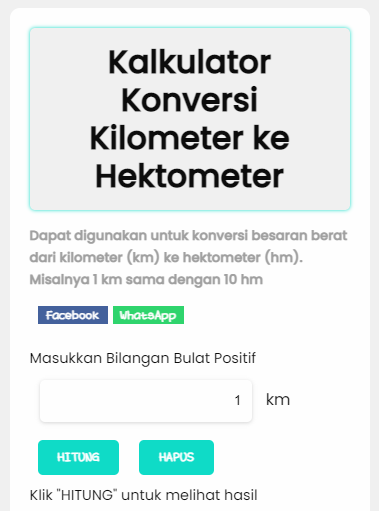 Kalkulator
Konversi
Kilometer ke
Hektometer
Dapat digunakan untuk konversi besaran berat
dari kilometer (km) ke hektometer (hm).
Misalnya 1 km sama dengan 10 hm
Facebook WhatsApp
Masukkan Bilangan Bulat Positif
1 km
HITUNG HAPUS
Klik "HITUNG" untuk melihat hasil